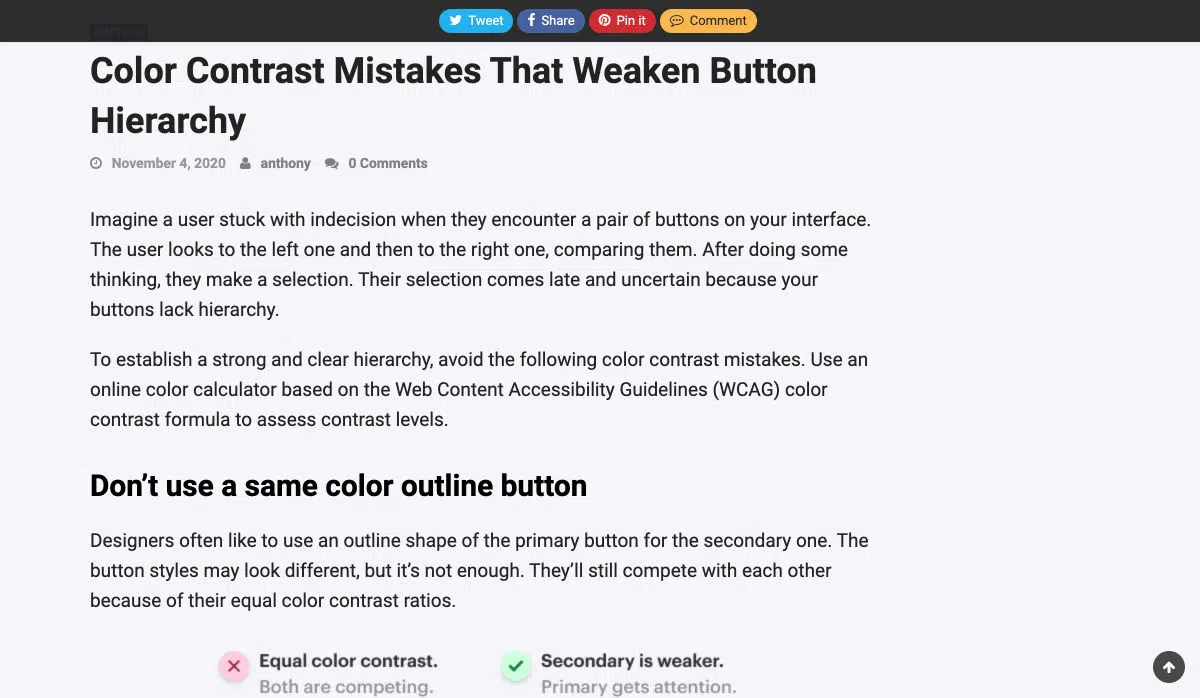 Tweet
Share
Pin it
Comment
Color Contrast Mistakes That Weaken Button
Hierarchy
November 4, 2020 anthony 0 Comments
Imagine a user stuck with indecision when they encounter a pair of buttons on your interface.
The user looks to the left one and then to the right one, comparing them. After doing some
thinking, they make a selection. Their selection comes late and uncertain because your
buttons lack hierarchy.
To establish a strong and clear hierarchy, avoid the following color contrast mistakes. Use an
online color calculator based on the Web Content Accessibility Guidelines (WCAG) color
contrast formula to assess contrast levels.
Don’t use a same color outline button
Designers often like to use an outline shape of the primary button for the secondary one. The
button styles may look different, but it’s not enough. They’ll still compete with each other
because of their equal color contrast ratios.
Equal color contrast.
Both are competing.
Secondary is weaker.
Primary gets attention.